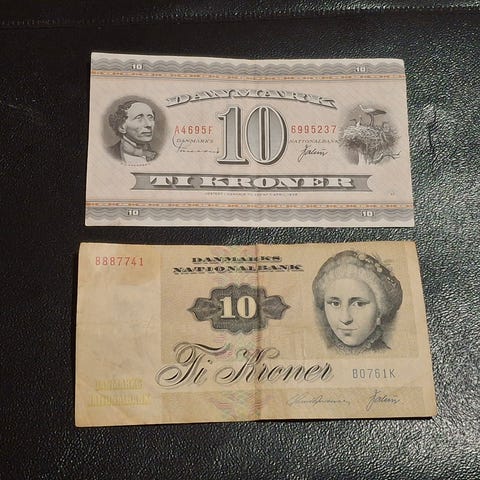 10 10
DANMARK
A4695F 10 6995237
DANMARKS NATIONALBANK
TI KRONER
10 10
8887741 DANMARKS
NATIONALBANK
10
Ti Kroner
B0761K
DANMARKS
NATIONALBANK